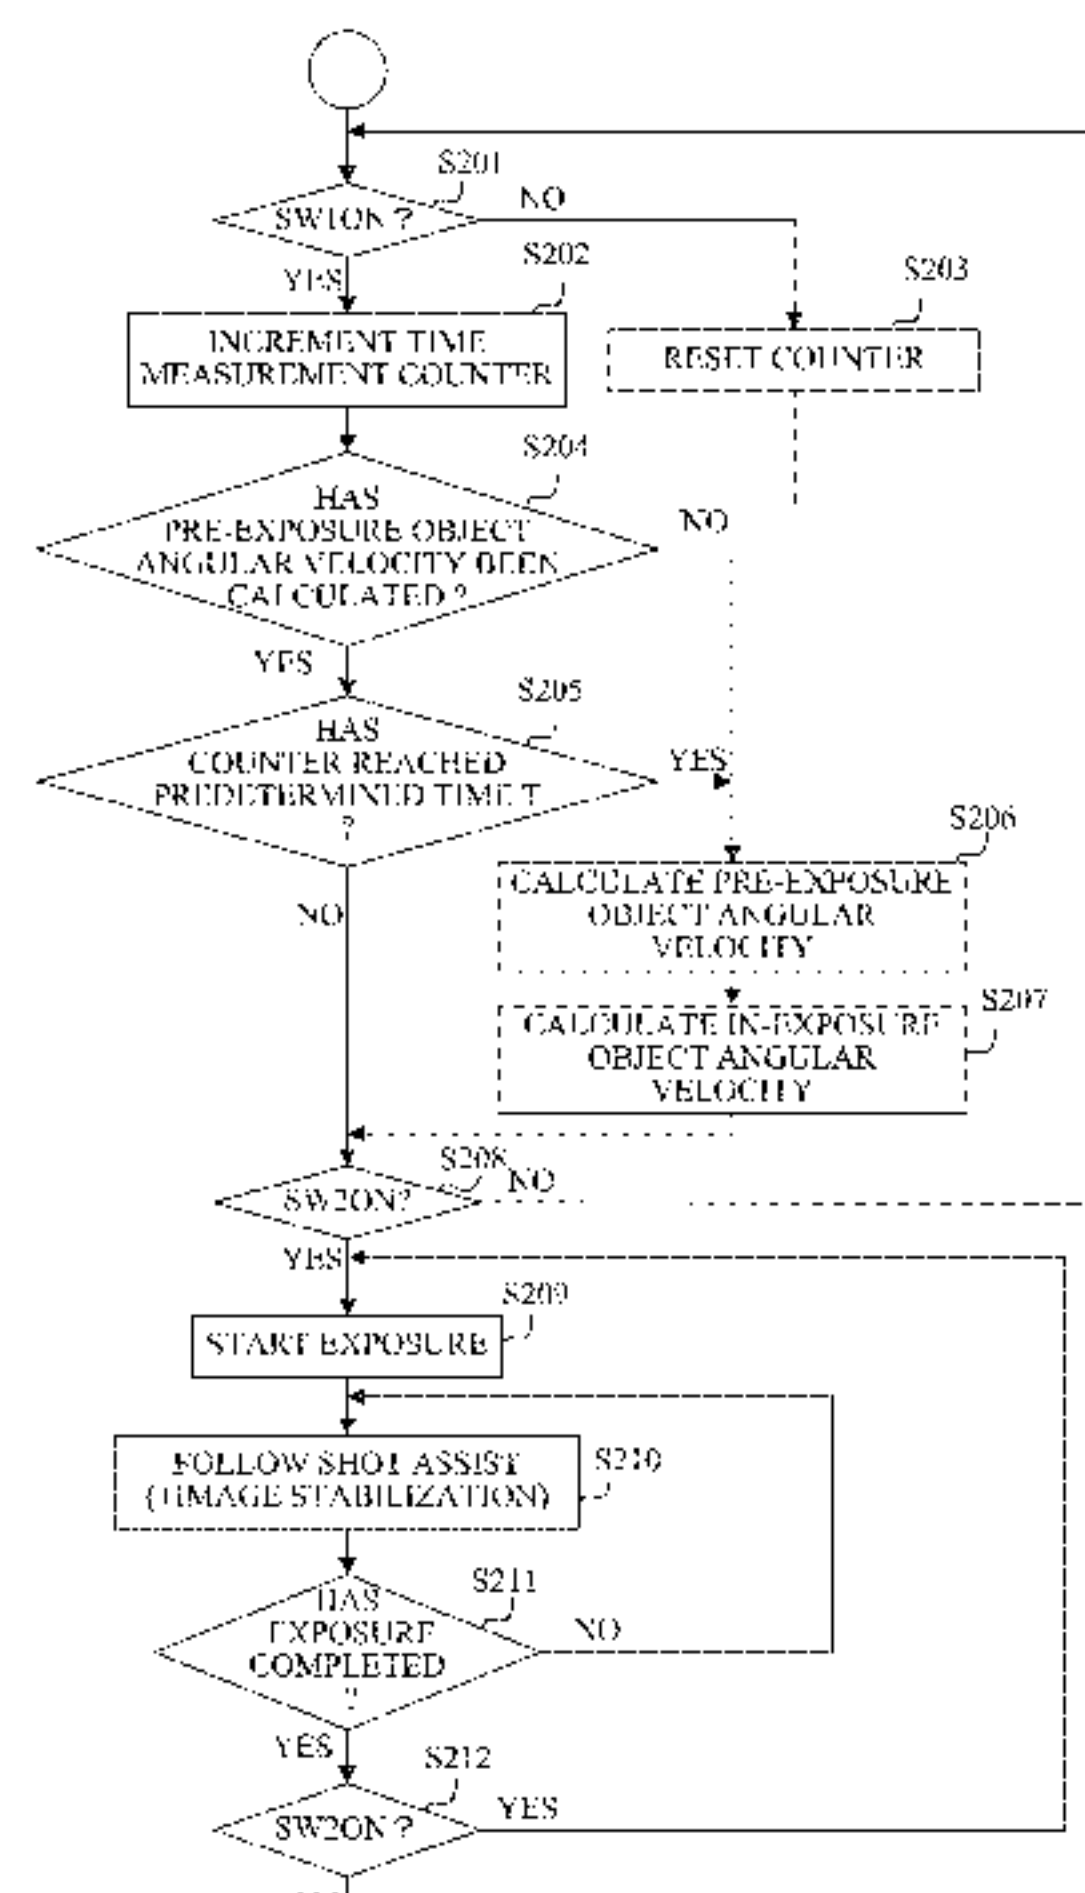 S201
SW1ON ?
NO
YES
S202
INCREMENT TIME
MEASUREMENT COUNTER
S203
RESET COUNTER
S204
HAS
PRE-EXPOSURE OBJECT
ANGULAR VELOCITY BEEN
CALCULATED ?
NO
YES
S205
HAS
COUNTER REACHED
PREDETERMINED TIME T
?
YES
NO
S206
CALCULATE PRE-EXPOSURE
OBJECT ANGULAR
VELOCITY
S207
CALCULATE IN-EXPOSURE
OBJECT ANGULAR
VELOCITY
S208
SW2ON?
NO
YES
S209
START EXPOSURE
S210
FOLLOW SHOT ASSIST
(+IMAGE STABILIZATION)
S211
HAS
EXPOSURE
COMPLETED
?
NO
YES
S212
SW2ON ?
YES